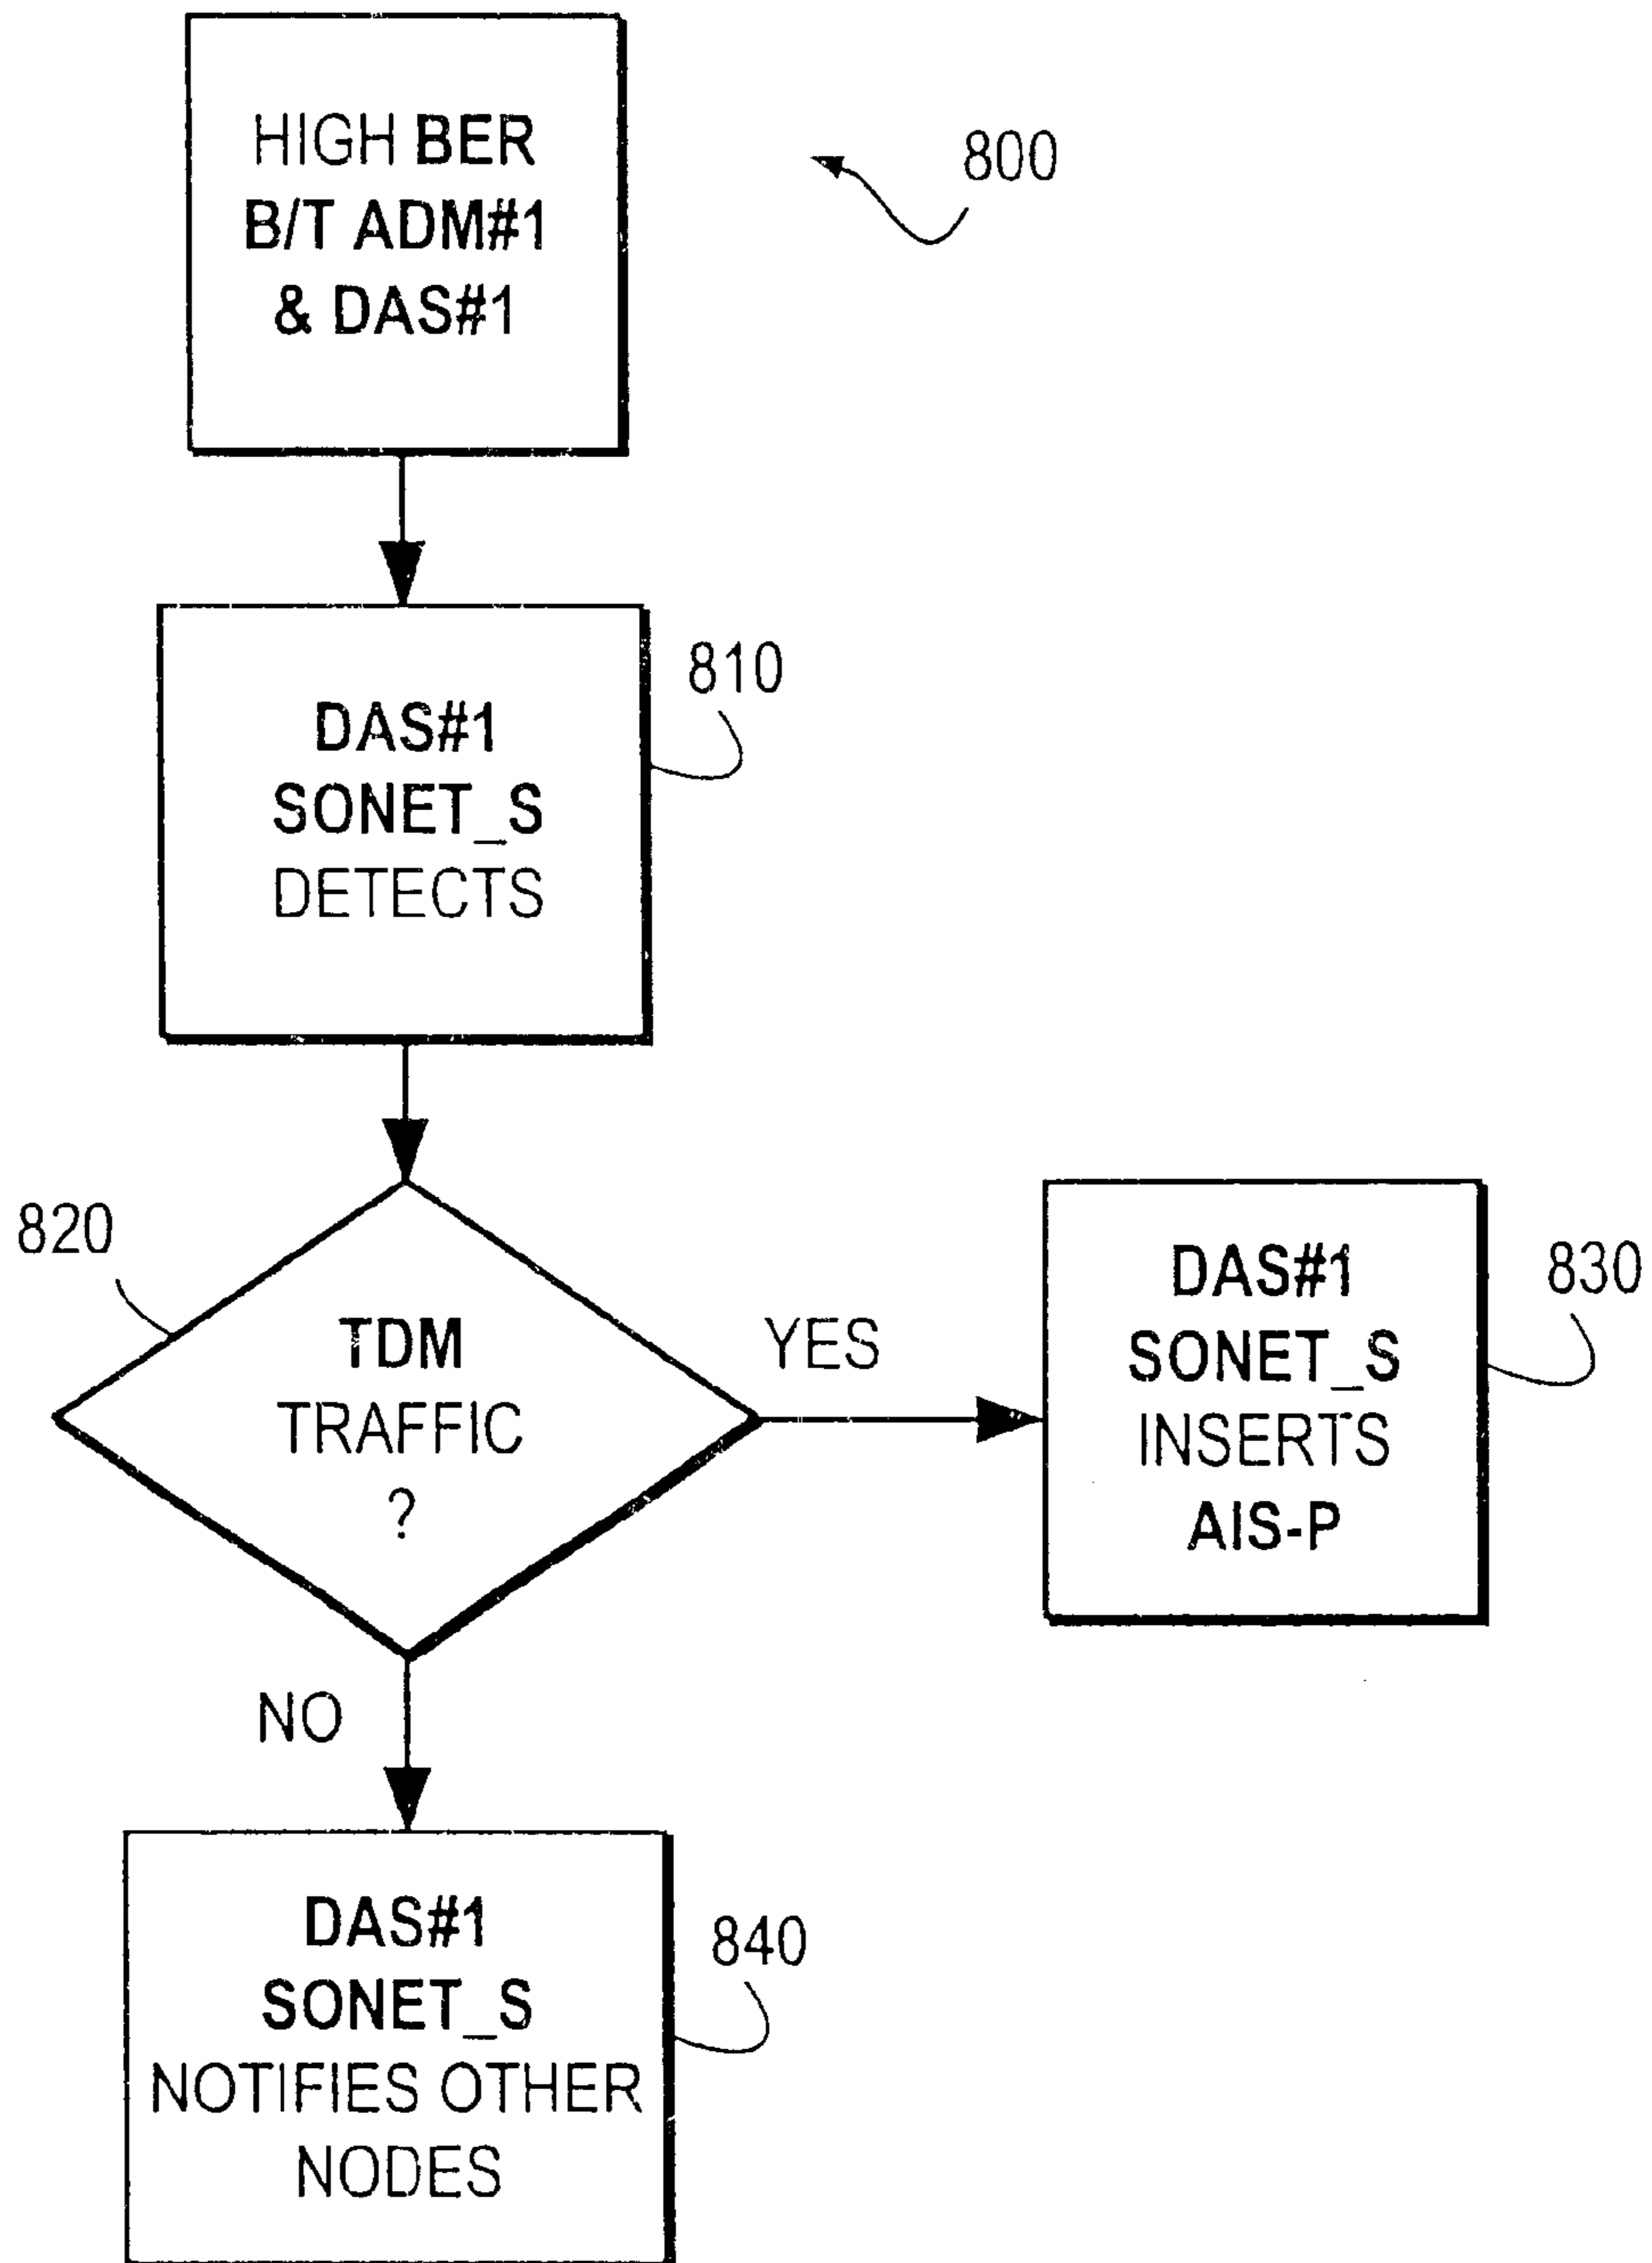 HIGH BER
B/T ADM#1
& DAS#1
800
DAS#1
SONET_S
DETECTS
810
820
TDM
TRAFFIC
?
YES
DAS#1
SONET_S
INSERTS
AIS-P
830
NO
DAS#1
SONET_S
NOTIFIES OTHER
NODES
840